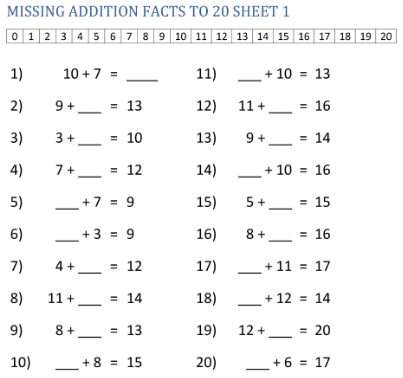 MISSING ADDITION FACTS TO 20 SHEET 1
0 1 2 3 4 5 6 7 8 9 10 11 12 13 14 15 16 17 18 19 20
1) 10 + 7 = ____
2) 9 + ___ = 13
3) 3 + ___ = 10
4) 7 + ___ = 12
5) ___ + 7 = 9
6) ___ + 3 = 9
7) 4 + ___ = 12
8) 11 + ___ = 14
9) 8 + ___ = 13
10) ___ + 8 = 15
11) ___ + 10 = 13
12) 11 + ___ = 16
13) 9 + ___ = 14
14) ___ + 10 = 16
15) 5 + ___ = 15
16) 8 + ___ = 16
17) ___ + 11 = 17
18) ___ + 12 = 14
19) 12 + ___ = 20
20) ___ + 6 = 17